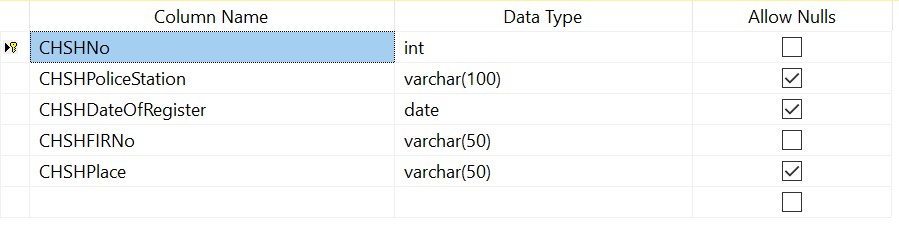 Column Name Data Type Allow Nulls
CHSHNo int
CHSHPoliceStation varchar(100)
CHSHDateOfRegister date
CHSHFIRNo varchar(50)
CHSHPlace varchar(50)